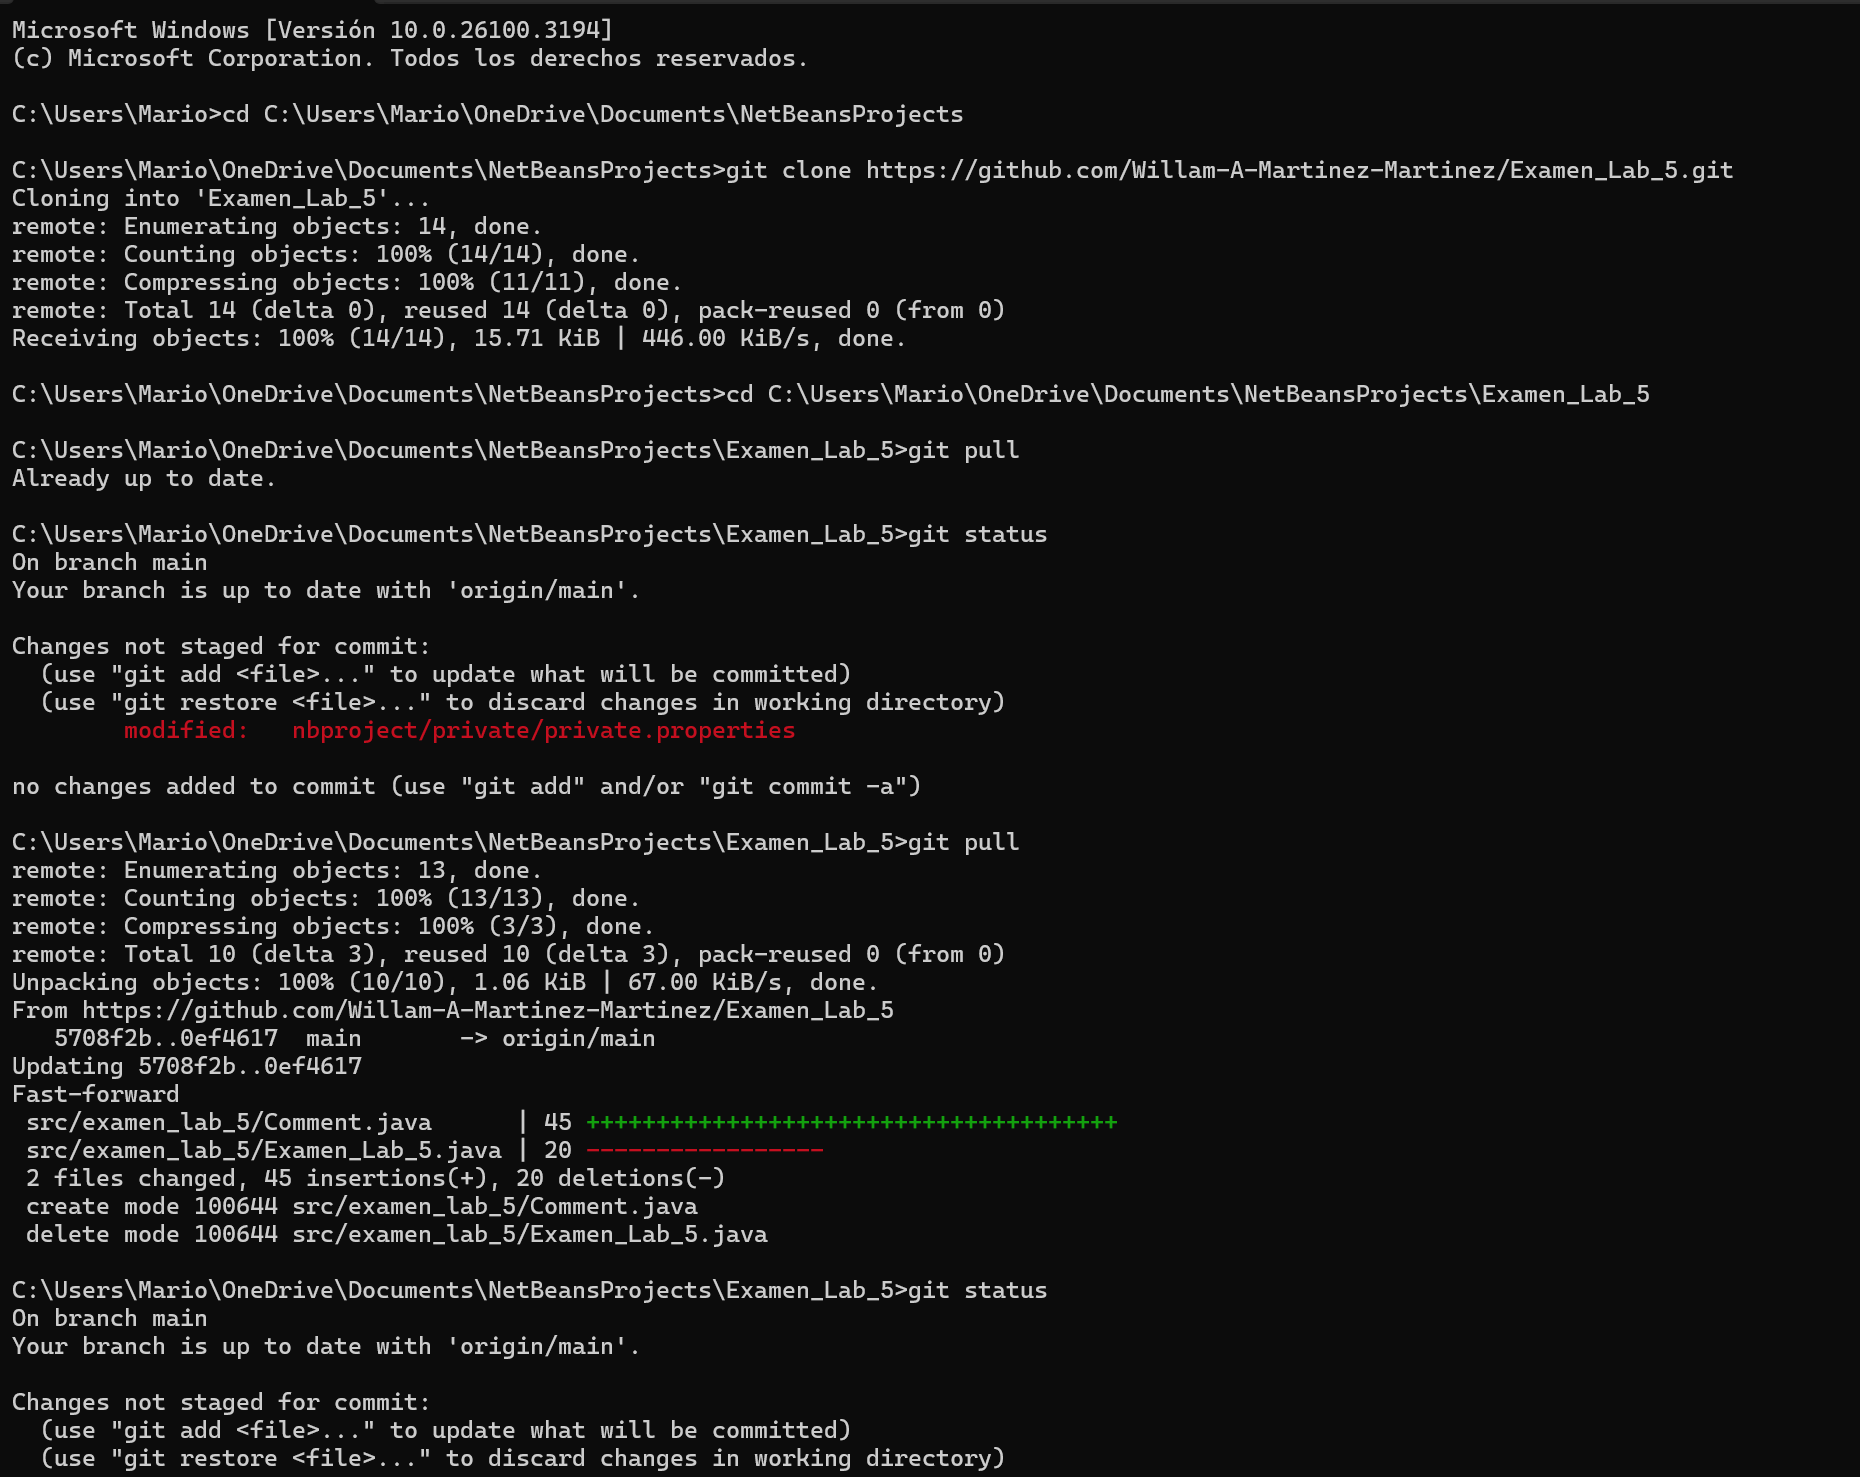 Microsoft Windows [Versión 10.0.26100.3194]
(c) Microsoft Corporation. Todos los derechos reservados.
C:\Users\Mario>cd C:\Users\Mario\OneDrive\Documents\NetBeansProjects
C:\Users\Mario\OneDrive\Documents\NetBeansProjects>git clone https://github.com/Willam-A-Martinez-Martinez/Examen_Lab_5.git
Cloning into 'Examen_Lab_5'...
remote: Enumerating objects: 14, done.
remote: Counting objects: 100% (14/14), done.
remote: Compressing objects: 100% (11/11), done.
remote: Total 14 (delta 0), reused 14 (delta 0), pack-reused 0 (from 0)
Receiving objects: 100% (14/14), 15.71 KiB | 446.00 KiB/s, done.
C:\Users\Mario\OneDrive\Documents\NetBeansProjects>cd C:\Users\Mario\OneDrive\Documents\NetBeansProjects\Examen_Lab_5
C:\Users\Mario\OneDrive\Documents\NetBeansProjects\Examen_Lab_5>git pull
Already up to date.
C:\Users\Mario\OneDrive\Documents\NetBeansProjects\Examen_Lab_5>git status
On branch main
Your branch is up to date with 'origin/main'.
Changes not staged for commit:
  (use "git add <file>..." to update what will be committed)
  (use "git restore <file>..." to discard changes in working directory)
        modified:   nbproject/private/private.properties
no changes added to commit (use "git add" and/or "git commit -a")
C:\Users\Mario\OneDrive\Documents\NetBeansProjects\Examen_Lab_5>git pull
remote: Enumerating objects: 13, done.
remote: Counting objects: 100% (13/13), done.
remote: Compressing objects: 100% (3/3), done.
remote: Total 10 (delta 3), reused 10 (delta 3), pack-reused 0 (from 0)
Unpacking objects: 100% (10/10), 1.06 KiB | 67.00 KiB/s, done.
From https://github.com/Willam-A-Martinez-Martinez/Examen_Lab_5
   5708f2b..0ef4617  main       -> origin/main
Updating 5708f2b..0ef4617
Fast-forward
 src/examen_lab_5/Comment.java      | 45 ++++++++++++++++++++++++++++++++++++++
 src/examen_lab_5/Examen_Lab_5.java | 20 -----------------
 2 files changed, 45 insertions(+), 20 deletions(-)
 create mode 100644 src/examen_lab_5/Comment.java
 delete mode 100644 src/examen_lab_5/Examen_Lab_5.java
C:\Users\Mario\OneDrive\Documents\NetBeansProjects\Examen_Lab_5>git status
On branch main
Your branch is up to date with 'origin/main'.
Changes not staged for commit:
  (use "git add <file>..." to update what will be committed)
  (use "git restore <file>..." to discard changes in working directory)